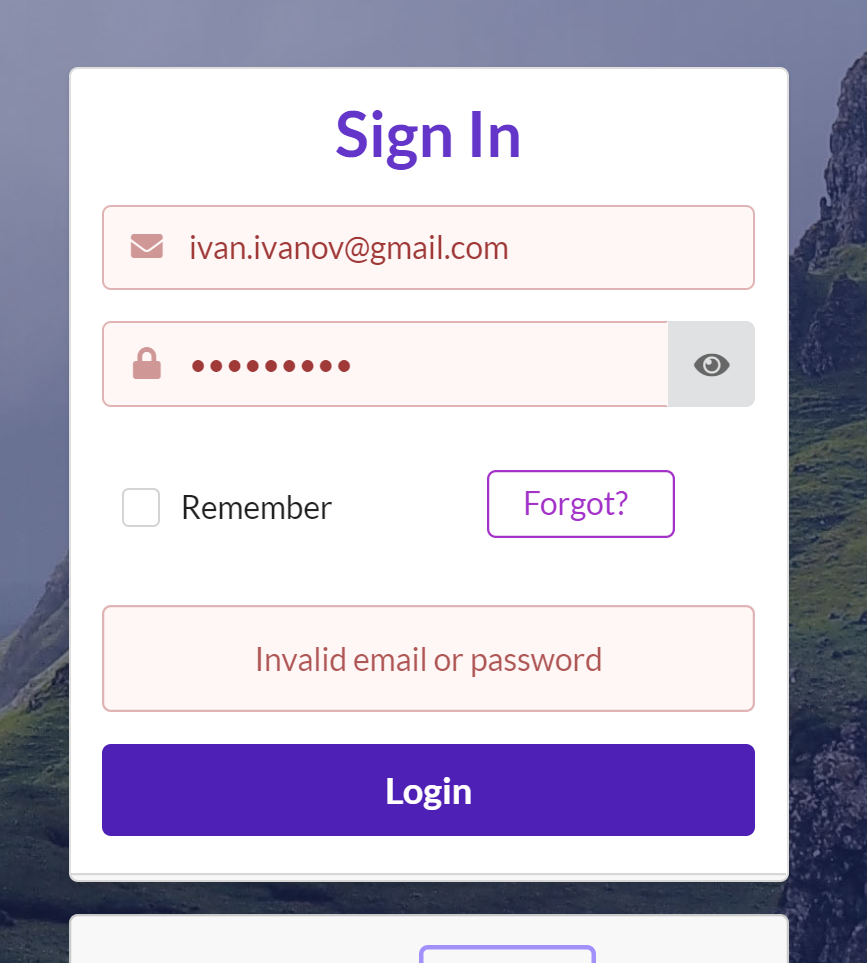 Sign In
ivan.ivanov@gmail.com
•••••••••
Remember
Forgot?
Invalid email or password
Login